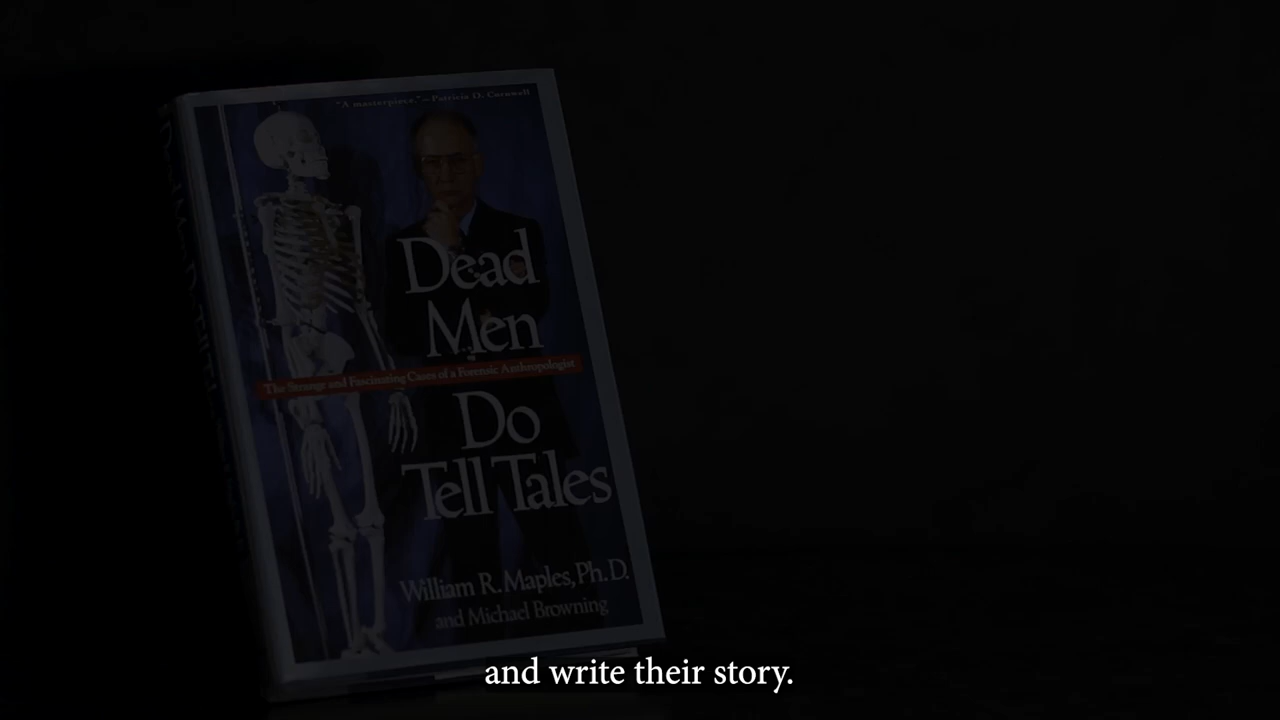 "A masterpiece."—Patricia D. Cornwell
Dead
Men
The Strange and Fascinating Cases of a Forensic Anthropologist
Do
Tell Tales
William R. Maples, Ph.D.
and Michael Browning
and write their story.